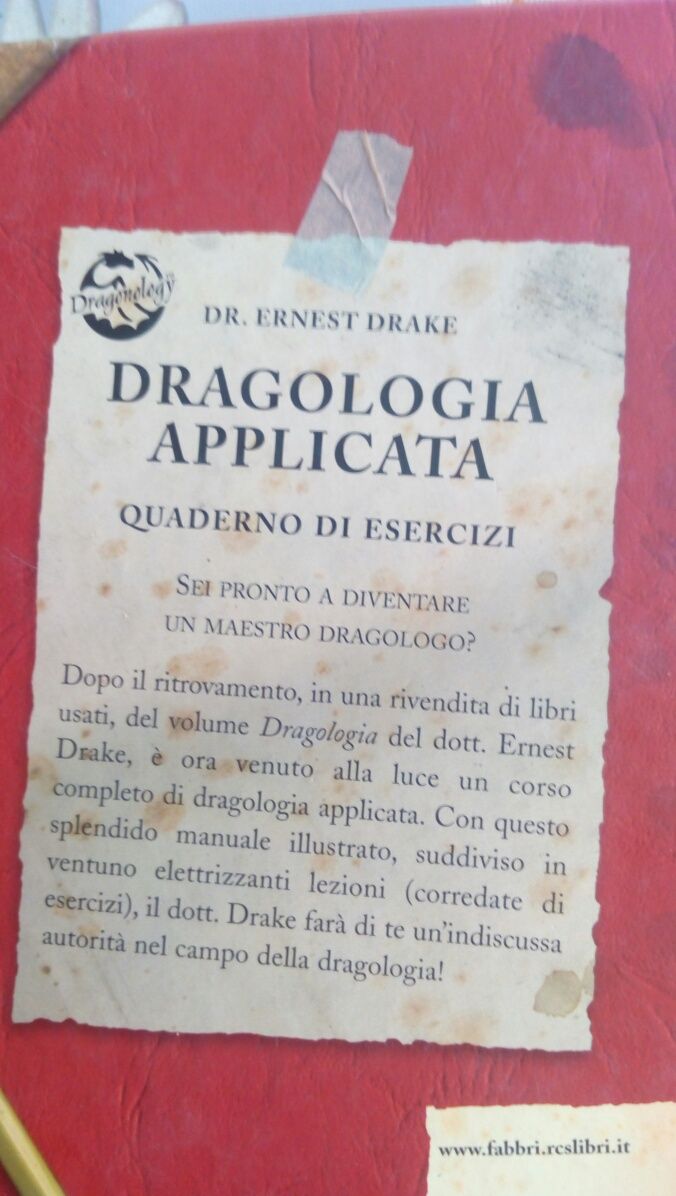 Dragonology
DR. ERNEST DRAKE
DRAGOLOGIA
APPLICATA
QUADERNO DI ESERCIZI
SEI PRONTO A DIVENTARE
UN MAESTRO DRAGOLOGO?
Dopo il ritrovamento, in una rivendita di libri
usati, del volume Dragologia del dott. Ernest
Drake, è ora venuto alla luce un corso
completo di dragologia applicata. Con questo
splendido manuale illustrato, suddiviso in
ventuno elettrizzanti lezioni (corredate di
esercizi), il dott. Drake farà di te un'indiscussa
autorità nel campo della dragologia!
www.fabbri.rcslibri.it